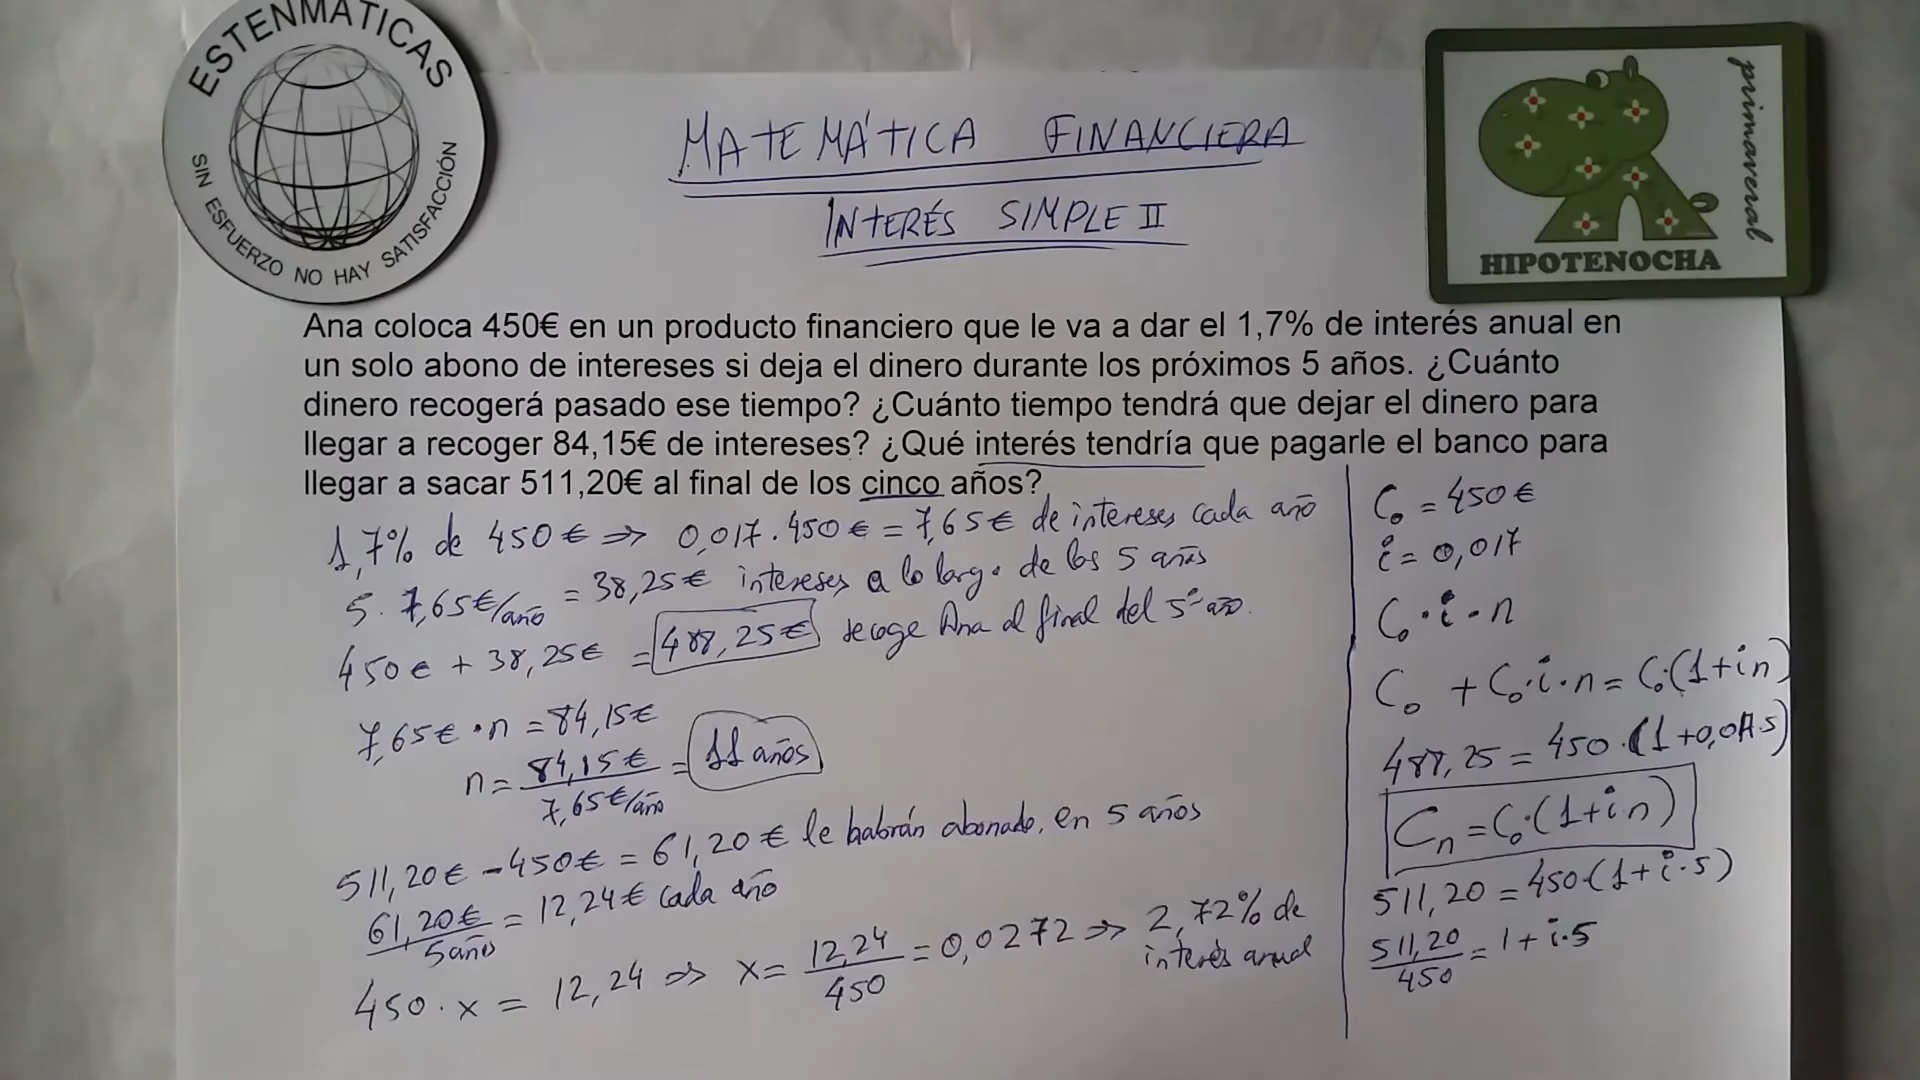 ESTENMÁTICAS
SIN ESFUERZO NO HAY SATISFACCIÓN
primaveral
HIPOTENOCHA
MATEMÁTICA FINANCIERA
INTERÉS SIMPLE II
Ana coloca 450€ en un producto financiero que le va a dar el 1,7% de interés anual en
un solo abono de intereses si deja el dinero durante los próximos 5 años. ¿Cuánto
dinero recogerá pasado ese tiempo? ¿Cuánto tiempo tendrá que dejar el dinero para
llegar a recoger 84,15€ de intereses? ¿Qué interés tendría que pagarle el banco para
llegar a sacar 511,20€ al final de los cinco años?
1,7% de 450€ ⇒ 0,017 · 450€ = 7,65€ de intereses cada año
5 · 7,65€/año = 38,25€ intereses a lo largo de los 5 años
450€ + 38,25€ = 488,25€ recoge Ana al final del 5º año.
7,65€ · n = 84,15€
n = 84,15€ / 7,65€/año = 11 años
511,20€ - 450€ = 61,20€ le habrán abonado, en 5 años
61,20€ / 5 año = 12,24€ cada año
450 · x = 12,24 ⇒ x = 12,24 / 450 = 0,0272 ⇒ 2,72% de
interés anual
C₀ = 450€
i = 0,017
C₀ · i · n
C₀ + C₀·i·n = C₀·(1+in)
488,25 = 450·(1+0,017·5)
Cn = C₀·(1+i·n)
511,20 = 450·(1+i·5)
511,20 / 450 = 1 + i·5